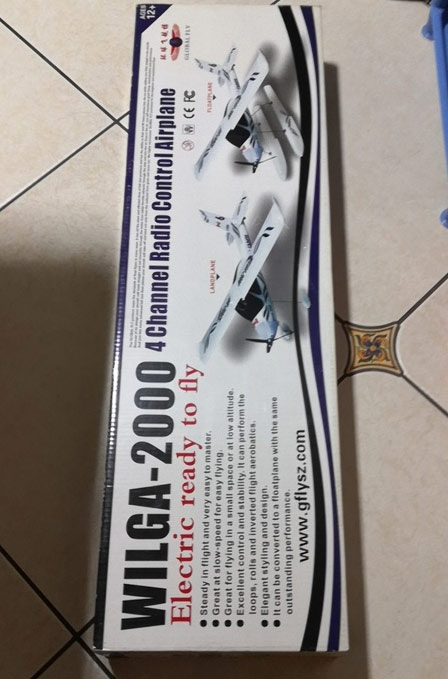 AGES
12+
GLOBAL FLY
WILGA-2000
4 Channel Radio Control Airplane
CE FC
FLOATPLANE
LANDPLANE
Electric ready to fly
● Steady in flight and very easy to master.
● Great at slow-speed for easy flying.
● Great for flying in a small space or at low altitude.
● Excellent control and stability. It can perform the
loops, rolls and inverted flight aerobatics.
● Elegant styling and design.
● It can be converted to a floatplane with the same
outstanding performance.
www.gflysz.com